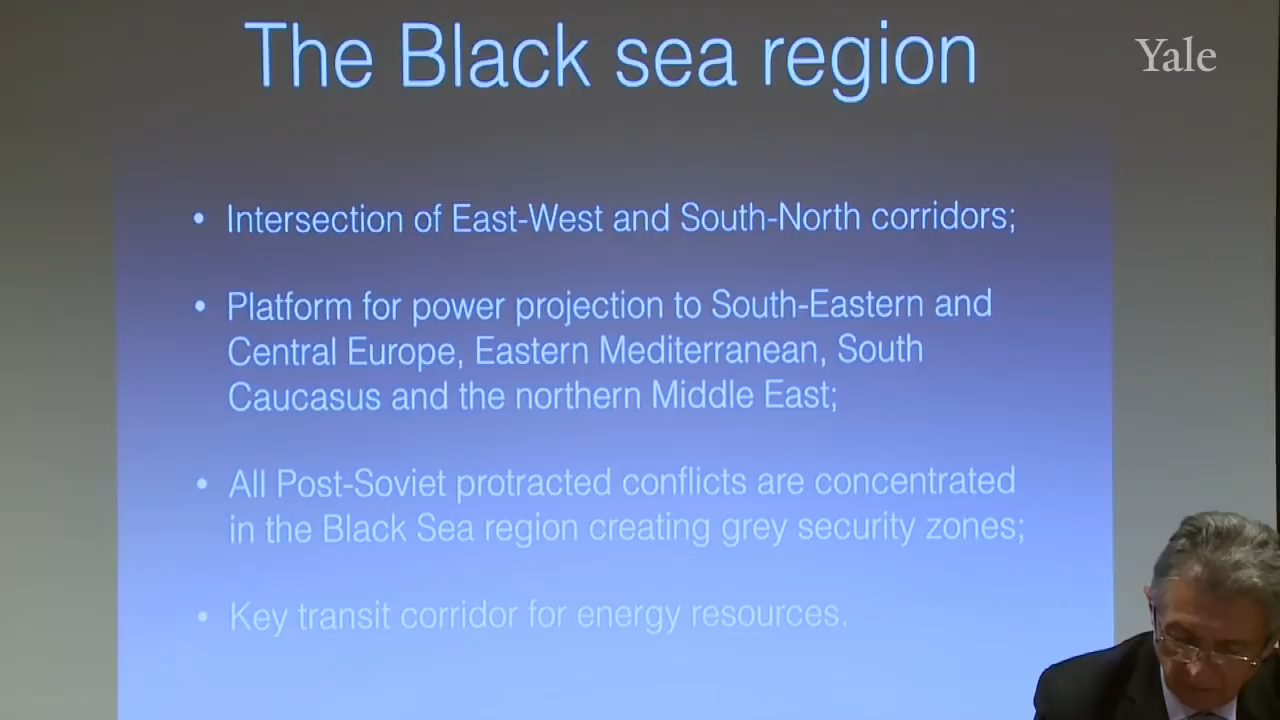 The Black sea region
Yale
• Intersection of East-West and South-North corridors;
• Platform for power projection to South-Eastern and
Central Europe, Eastern Mediterranean, South
Caucasus and the northern Middle East;
• All Post-Soviet protracted conflicts are concentrated
in the Black Sea region creating grey security zones;
• Key transit corridor for energy resources.